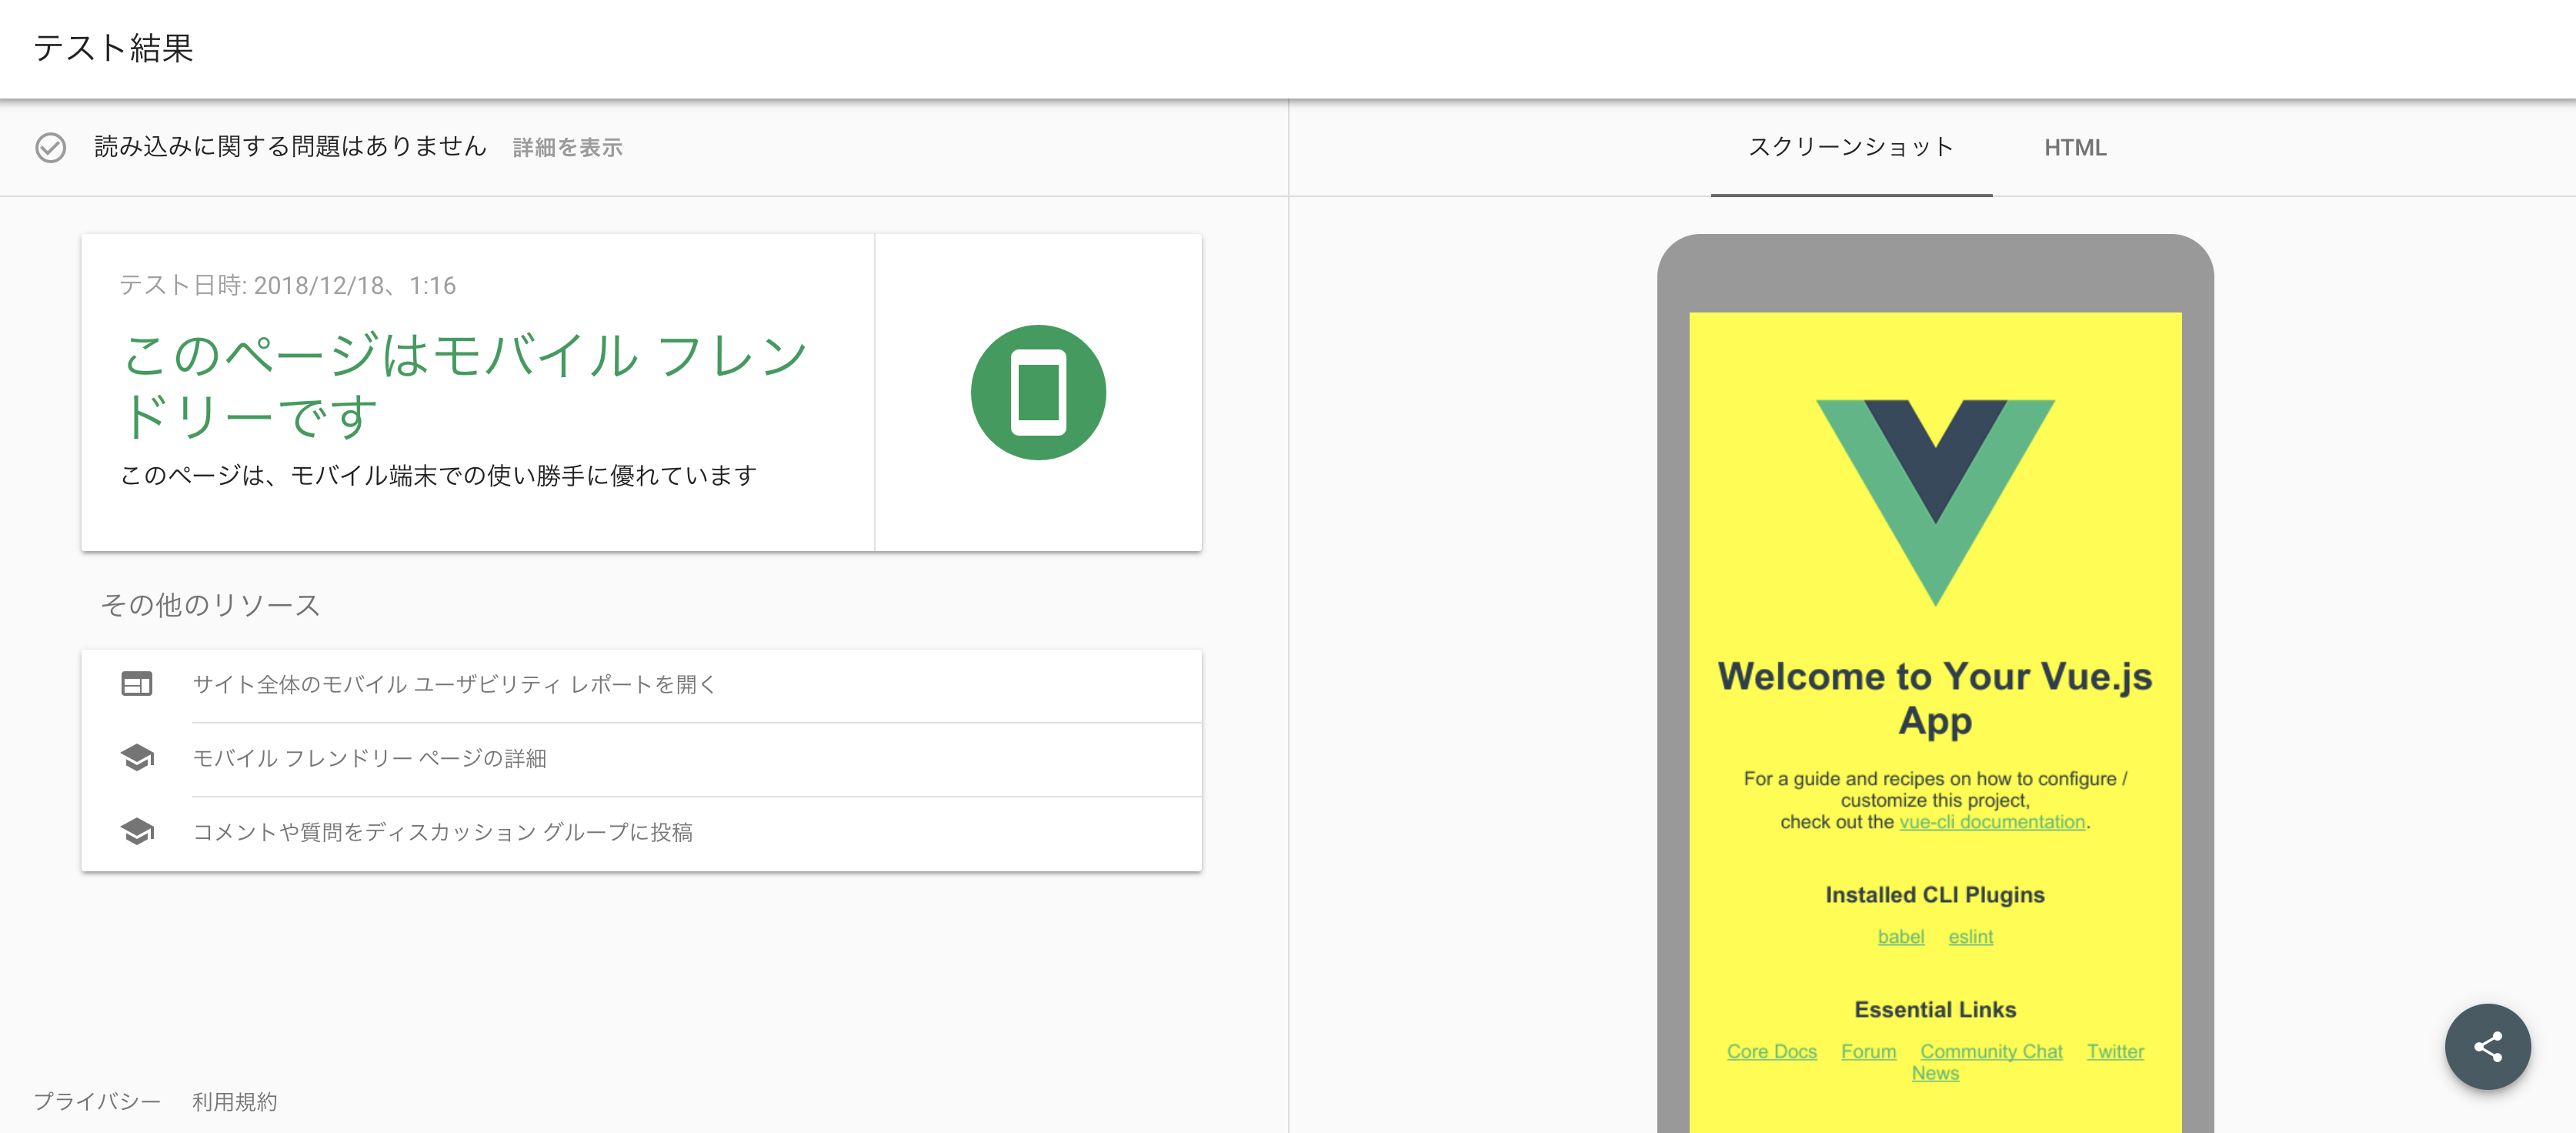 テスト結果
読み込みに関する問題はありません 詳細を表示
スクリーンショット HTML
テスト日時: 2018/12/18、1:16
このページはモバイル フレン
ドリーです
このページは、モバイル端末での使い勝手に優れています
その他のリソース
サイト全体のモバイル ユーザビリティ レポートを開く
モバイル フレンドリー ページの詳細
コメントや質問をディスカッション グループに投稿
プライバシー 利用規約
Welcome to Your Vue.js
App
For a guide and recipes on how to configure /
customize this project,
check out the vue-cli documentation.
Installed CLI Plugins
babel eslint
Essential Links
Core Docs Forum Community Chat Twitter
News